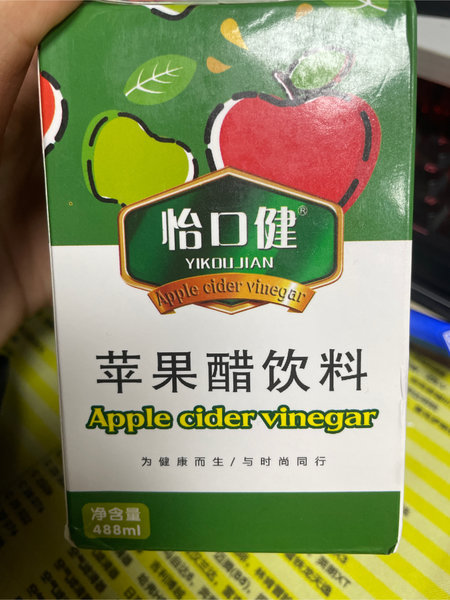 怡口健®
YIKOUJIAN
Apple cider vinegar
苹果醋饮料
Apple cider vinegar
为健康而生/与时尚同行
净含量
488ml